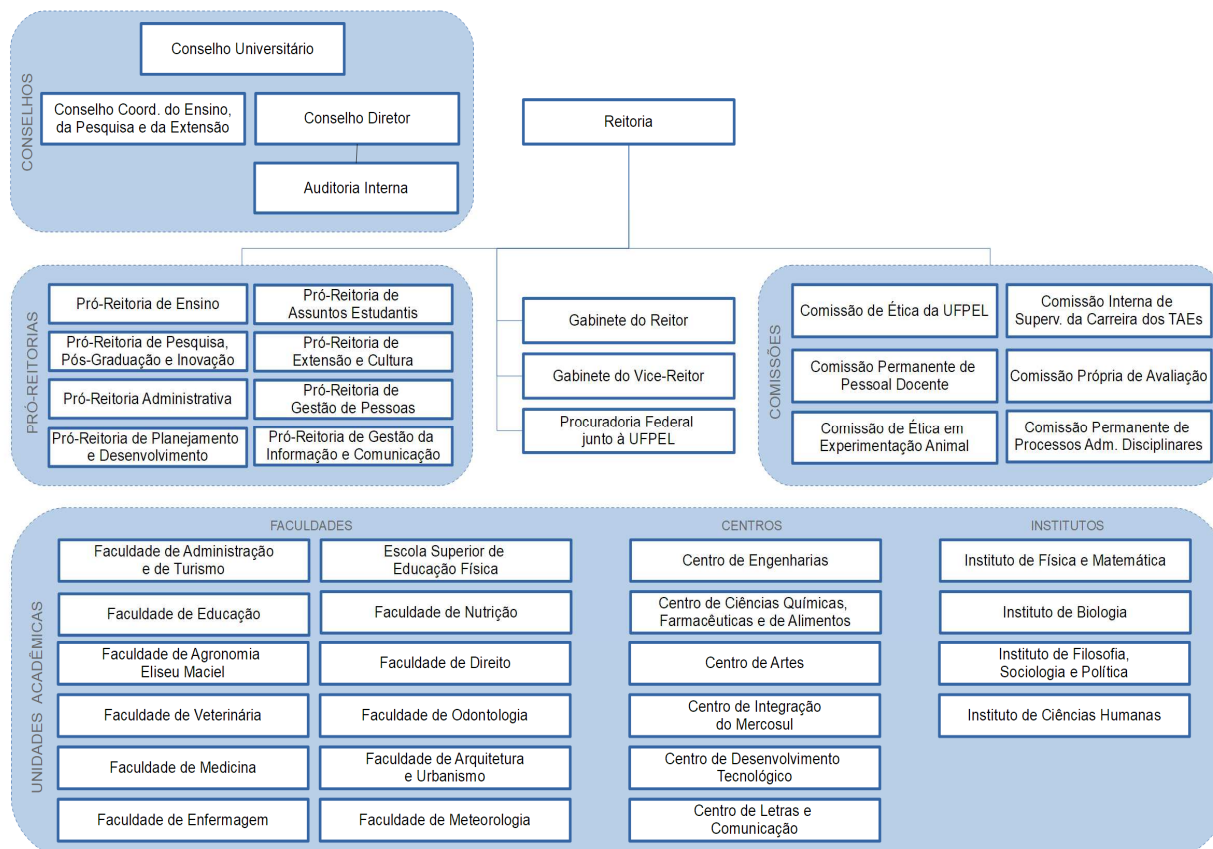 CONSELHOS
Conselho Universitário
Conselho Coord. do Ensino,
da Pesquisa e da Extensão
Conselho Diretor
Auditoria Interna
Reitoria
PRÓ-REITORIAS
Pró-Reitoria de Ensino
Pró-Reitoria de
Assuntos Estudantis
Pró-Reitoria de Pesquisa,
Pós-Graduação e Inovação
Pró-Reitoria de
Extensão e Cultura
Pró-Reitoria Administrativa
Pró-Reitoria de
Gestão de Pessoas
Pró-Reitoria de Planejamento
e Desenvolvimento
Pró-Reitoria de Gestão da
Informação e Comunicação
Gabinete do Reitor
Gabinete do Vice-Reitor
Procuradoria Federal
junto à UFPEL
COMISSÕES
Comissão de Ética da UFPEL
Comissão Interna de
Superv. da Carreira dos TAEs
Comissão Permanente de
Pessoal Docente
Comissão Própria de Avaliação
Comissão de Ética em
Experimentação Animal
Comissão Permanente de
Processos Adm. Disciplinares
UNIDADES ACADÊMICAS
FACULDADES
Faculdade de Administração
e de Turismo
Escola Superior de
Educação Física
Faculdade de Educação
Faculdade de Nutrição
Faculdade de Agronomia
Eliseu Maciel
Faculdade de Direito
Faculdade de Veterinária
Faculdade de Odontologia
Faculdade de Medicina
Faculdade de Arquitetura
e Urbanismo
Faculdade de Enfermagem
Faculdade de Meteorologia
CENTROS
Centro de Engenharias
Centro de Ciências Químicas,
Farmacêuticas e de Alimentos
Centro de Artes
Centro de Integração
do Mercosul
Centro de Desenvolvimento
Tecnológico
Centro de Letras e
Comunicação
INSTITUTOS
Instituto de Física e Matemática
Instituto de Biologia
Instituto de Filosofia,
Sociologia e Política
Instituto de Ciências Humanas